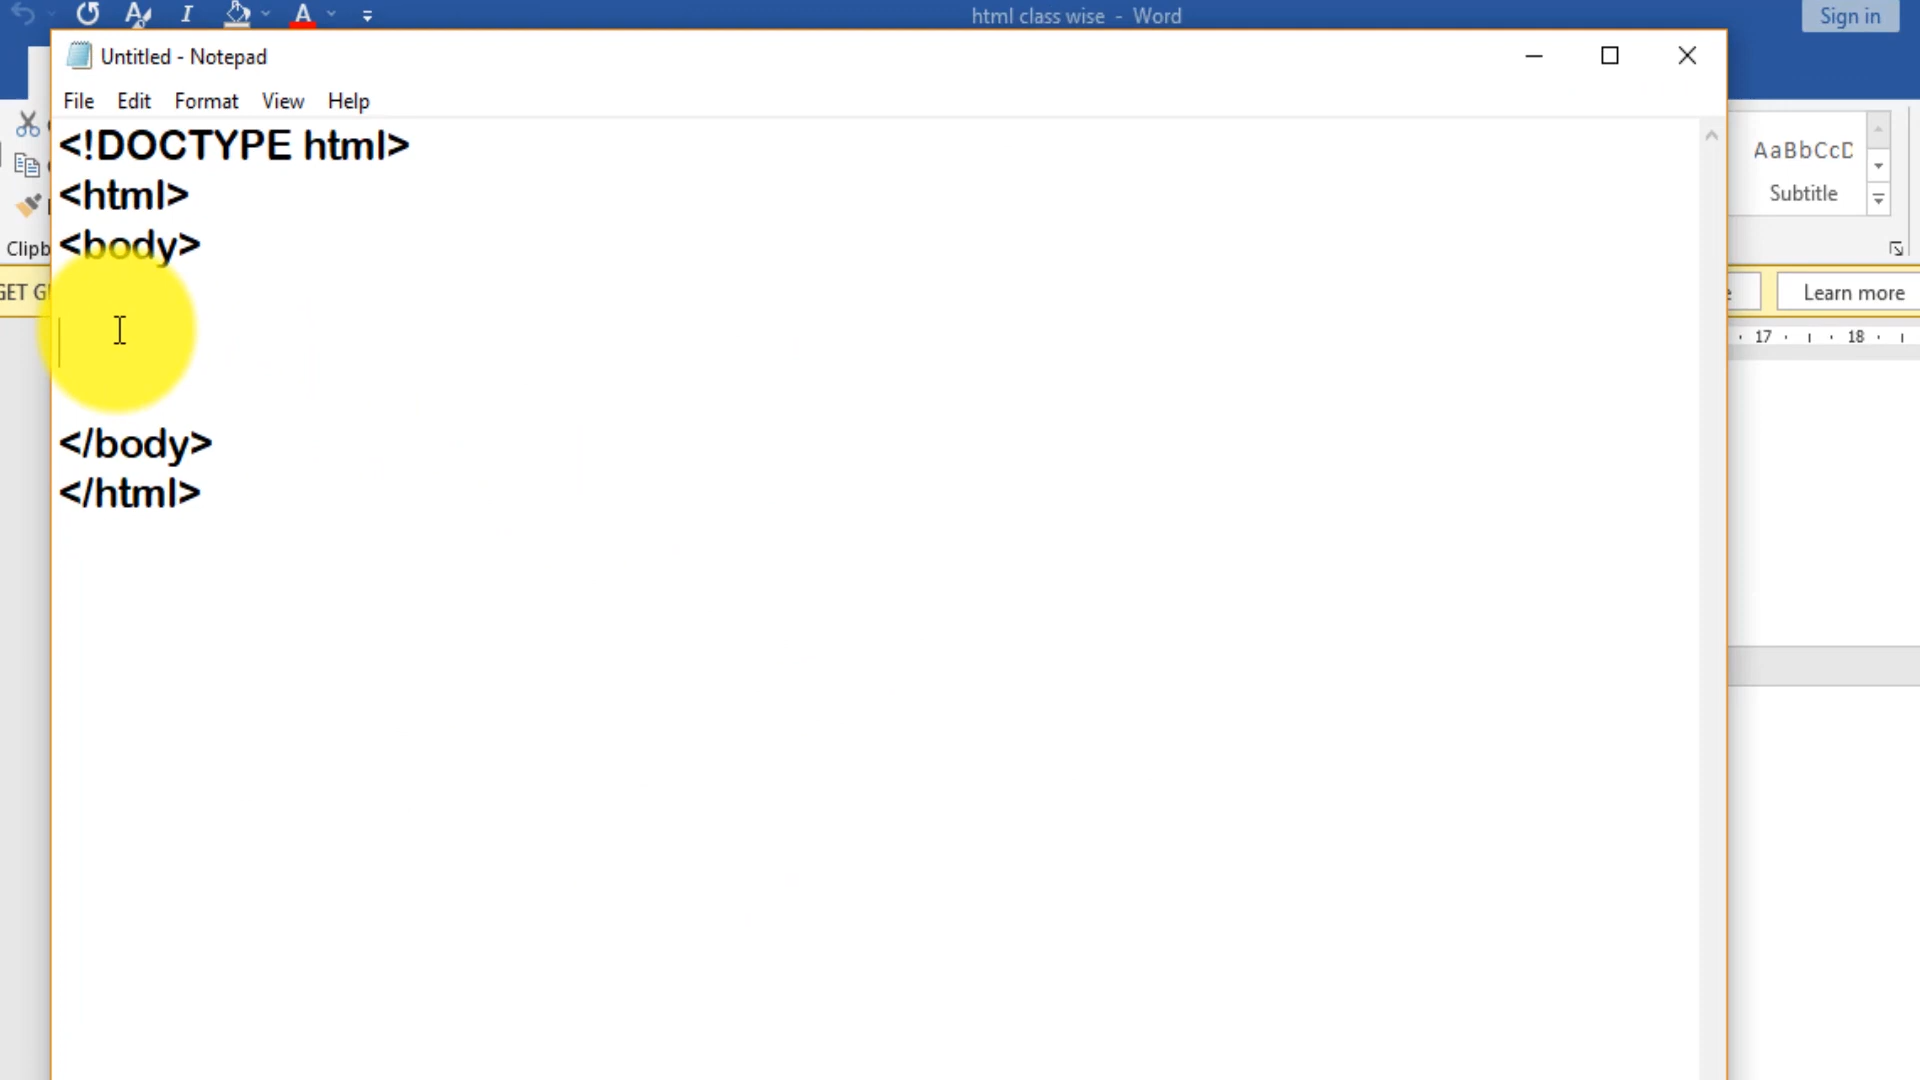 html class wise - Word
Sign in
Untitled - Notepad
File Edit Format View Help
<!DOCTYPE html>
<html>
<body>
</body>
</html>
AaBbCcD
Subtitle
Clipb
GET G
Learn more
17 18